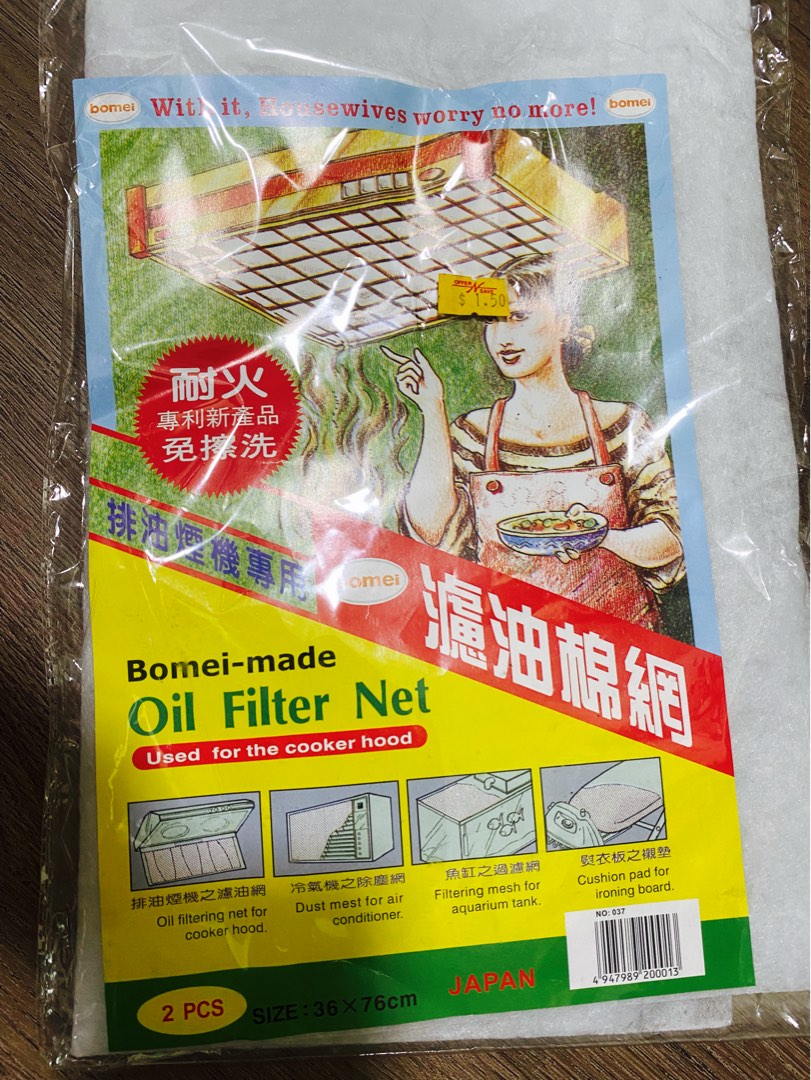 bomei With it, Housewives worry no more! bomei
OFFER N SAVE
$ 1.50
耐火
專利新產品
免擦洗
排油煙機專用
bomei 濾油棉網
Bomei-made
Oil Filter Net
Used for the cooker hood
排油煙機之濾油網
Oil filtering net for
cooker hood.
冷氣機之除塵網
Dust mest for air
conditioner.
魚缸之過濾網
Filtering mesh for
aquarium tank.
熨衣板之襯墊
Cushion pad for
ironing board.
NO: 037
4 947989 200013
2 PCS SIZE:36×76cm JAPAN